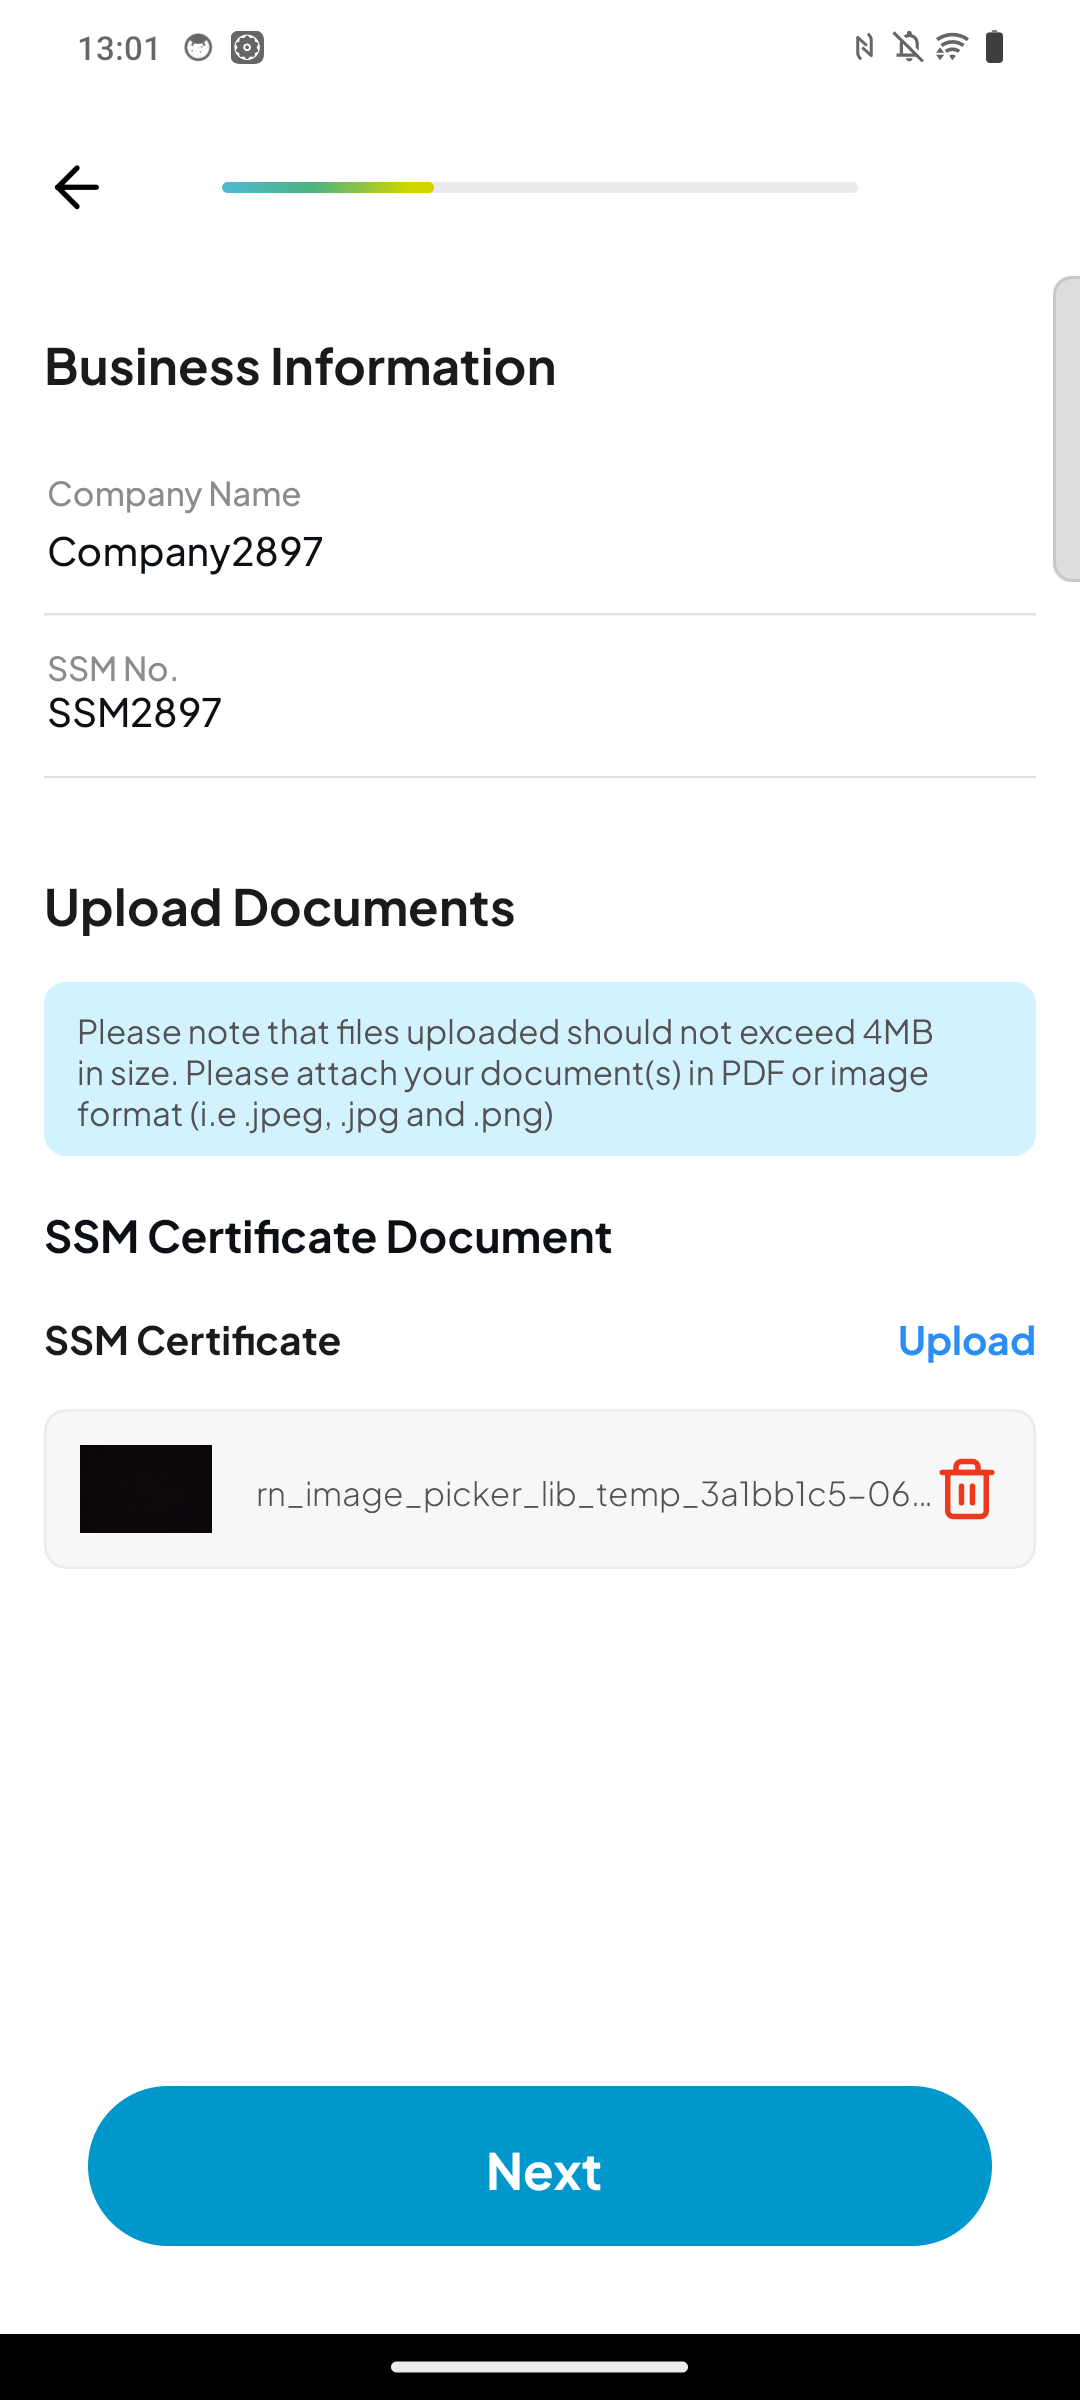 13:01
Business Information
Company Name
Company2897
SSM No.
SSM2897
Upload Documents
Please note that files uploaded should not exceed 4MB
in size. Please attach your document(s) in PDF or image
format (i.e .jpeg, .jpg and .png)
SSM Certificate Document
SSM Certificate
Upload
rn_image_picker_lib_temp_3a1bb1c5-06...
Next